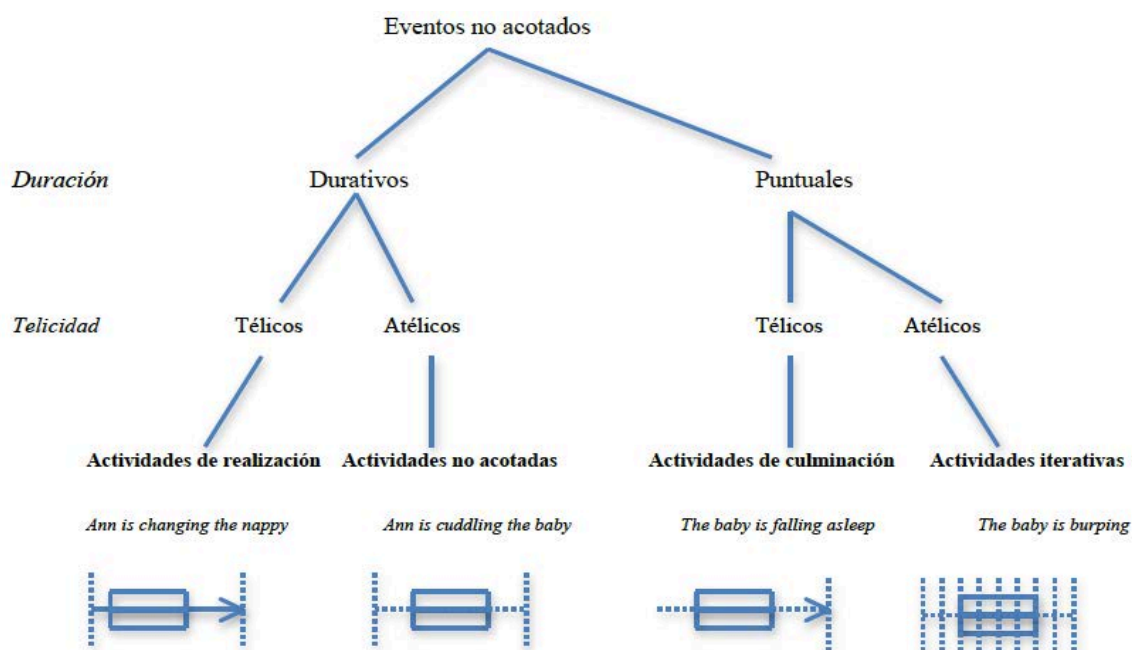 Eventos no acotados
Duración Durativos Puntuales
Telicidad Télicos Atélicos Télicos Atélicos
Actividades de realización Actividades no acotadas Actividades de culminación Actividades iterativas
Ann is changing the nappy Ann is cuddling the baby The baby is falling asleep The baby is burping